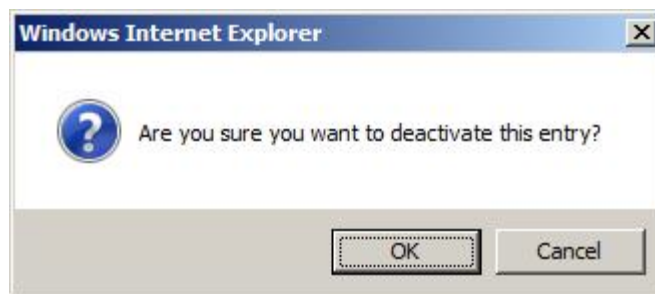 Windows Internet Explorer
Are you sure you want to deactivate this entry?
OK
Cancel